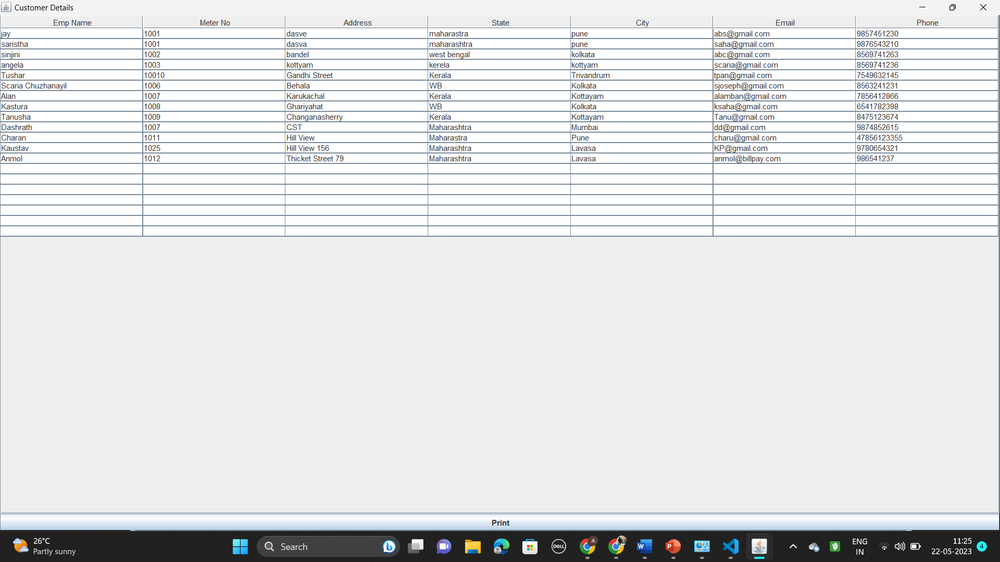 Customer Details
Emp Name Meter No Address State City Email Phone
jay 1001 dasve maharastra pune abs@gmail.com 9857451230
saristha 1001 dasva maharashtra pune saha@gmail.com 9876543210
sinjini 1002 bandel west bengal kolkata abc@gmail.com 8569741263
angela 1003 kottyam kerela kottyam scaria@gmail.com 8569741236
Tushar 10010 Gandhi Street Kerala Trivandrum tpan@gmail.com 7549632145
Scaria Chuzhanayil 1006 Behala WB Kolkata sjoseph@gmail.com 8563241231
Alan 1007 Karukachal Kerala Kottayam alamban@gmail.com 7856412866
Kastura 1008 Ghariyahat WB Kolkata ksaha@gmail.com 6541782398
Tanusha 1009 Changanasherry Kerala Kottayam Tanu@gmail.com 8475123674
Dashrath 1007 CST Maharashtra Mumbai dd@gmail.com 9874852615
Charan 1011 Hill View Maharastra Pune charu@gmail.com 47856123355
Kaustav 1025 Hill View 156 Maharashtra Lavasa KP@gmail.com 9780654321
Anmol 1012 Thicket Street 79 Maharashtra Lavasa anmol@billpay.com 986541237
Print
26°C
Partly sunny
Search
DELL
A
W
P
ENG
IN
11:25
22-05-2023
4